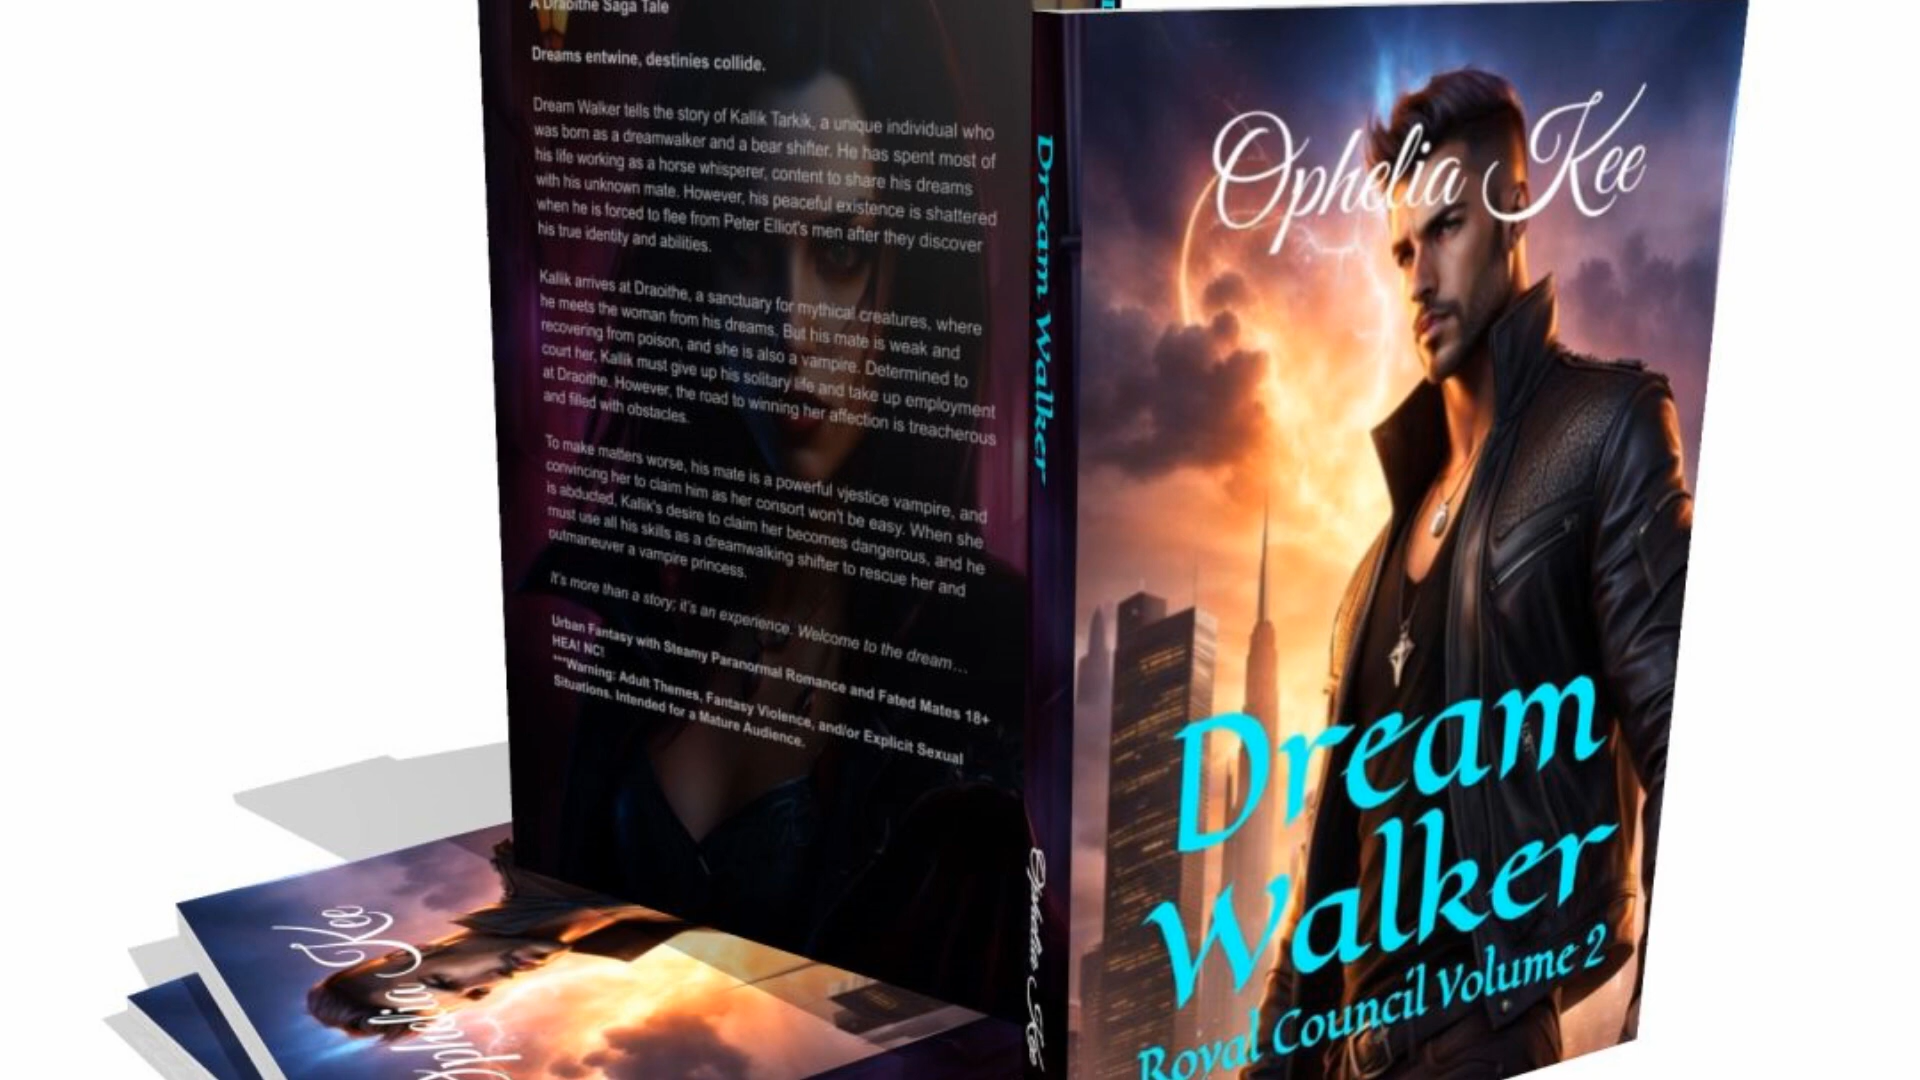 A Draoithe Saga Tale
Dreams entwine, destinies collide.
Dream Walker tells the story of Kallik Tarkik, a unique individual who
was born as a dreamwalker and a bear shifter. He has spent most of
his life working as a horse whisperer, content to share his dreams
with his unknown mate. However, his peaceful existence is shattered
when he is forced to flee from Peter Elliot's men after they discover
his true identity and abilities.
Kallik arrives at Draoithe, a sanctuary for mythical creatures, where
he meets the woman from his dreams. But his mate is weak and
recovering from poison, and she is also a vampire. Determined to
court her, Kallik must give up his solitary life and take up employment
at Draoithe. However, the road to winning her affection is treacherous
and filled with obstacles.
To make matters worse, his mate is a powerful vjestice vampire, and
convincing her to claim him as her consort won't be easy. When she
is abducted, Kallik's desire to claim her becomes dangerous, and he
must use all his skills as a dreamwalking shifter to rescue her and
outmaneuver a vampire princess.
It's more than a story; it's an experience. Welcome to the dream…
Urban Fantasy with Steamy Paranormal Romance and Fated Mates 18+
HEA! NC!
***Warning: Adult Themes, Fantasy Violence, and/or Explicit Sexual
Situations. Intended for a Mature Audience.
Dream Walker
Ophelia Kee
Ophelia Kee
Dream
Walker
Royal Council Volume 2
Ophelia Kee
Ophelia